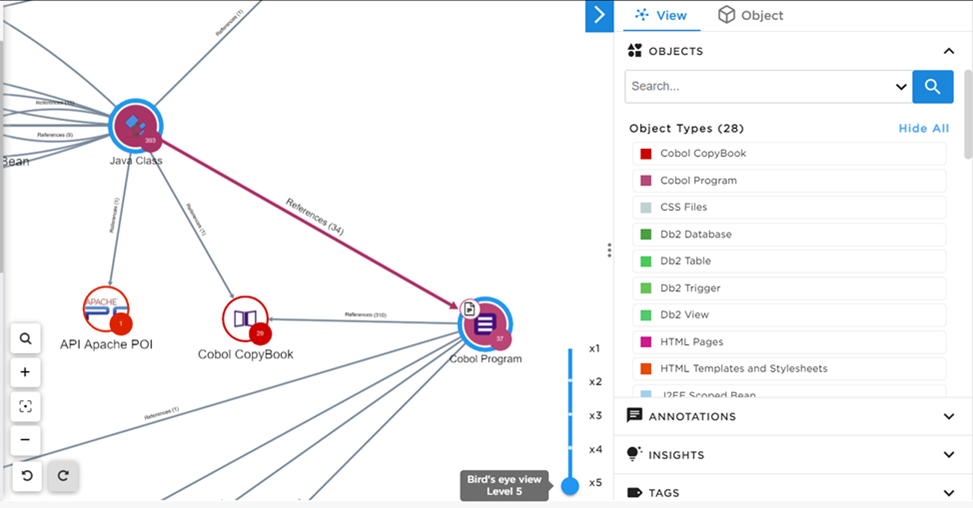 References (1)
References (9)
Bean
393
Java Class
References (1)
References (1)
References (34)
APACHE
1
API Apache POI
29
Cobol CopyBook
References (310)
37
Cobol Program
References (1)
x1
x2
x3
x4
x5
Bird's eye view
Level 5
View
Object
OBJECTS
Search...
Object Types (28)
Hide All
Cobol CopyBook
Cobol Program
CSS Files
Db2 Database
Db2 Table
Db2 Trigger
Db2 View
HTML Pages
HTML Templates and Stylesheets
J2EE Scoped Bean
ANNOTATIONS
INSIGHTS
TAGS